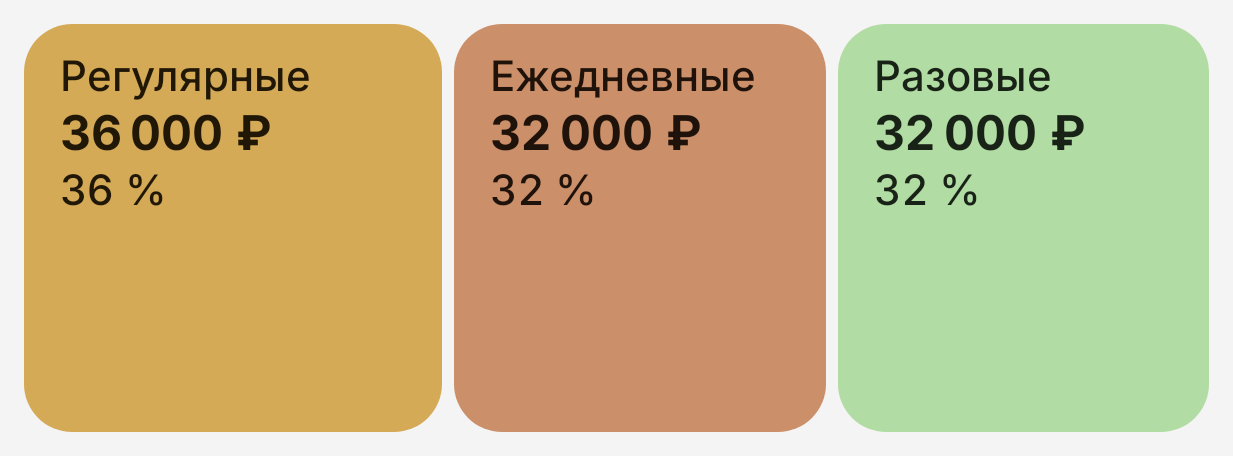 Регулярные
36 000 ₽
36 %
Ежедневные
32 000 ₽
32 %
Разовые
32 000 ₽
32 %